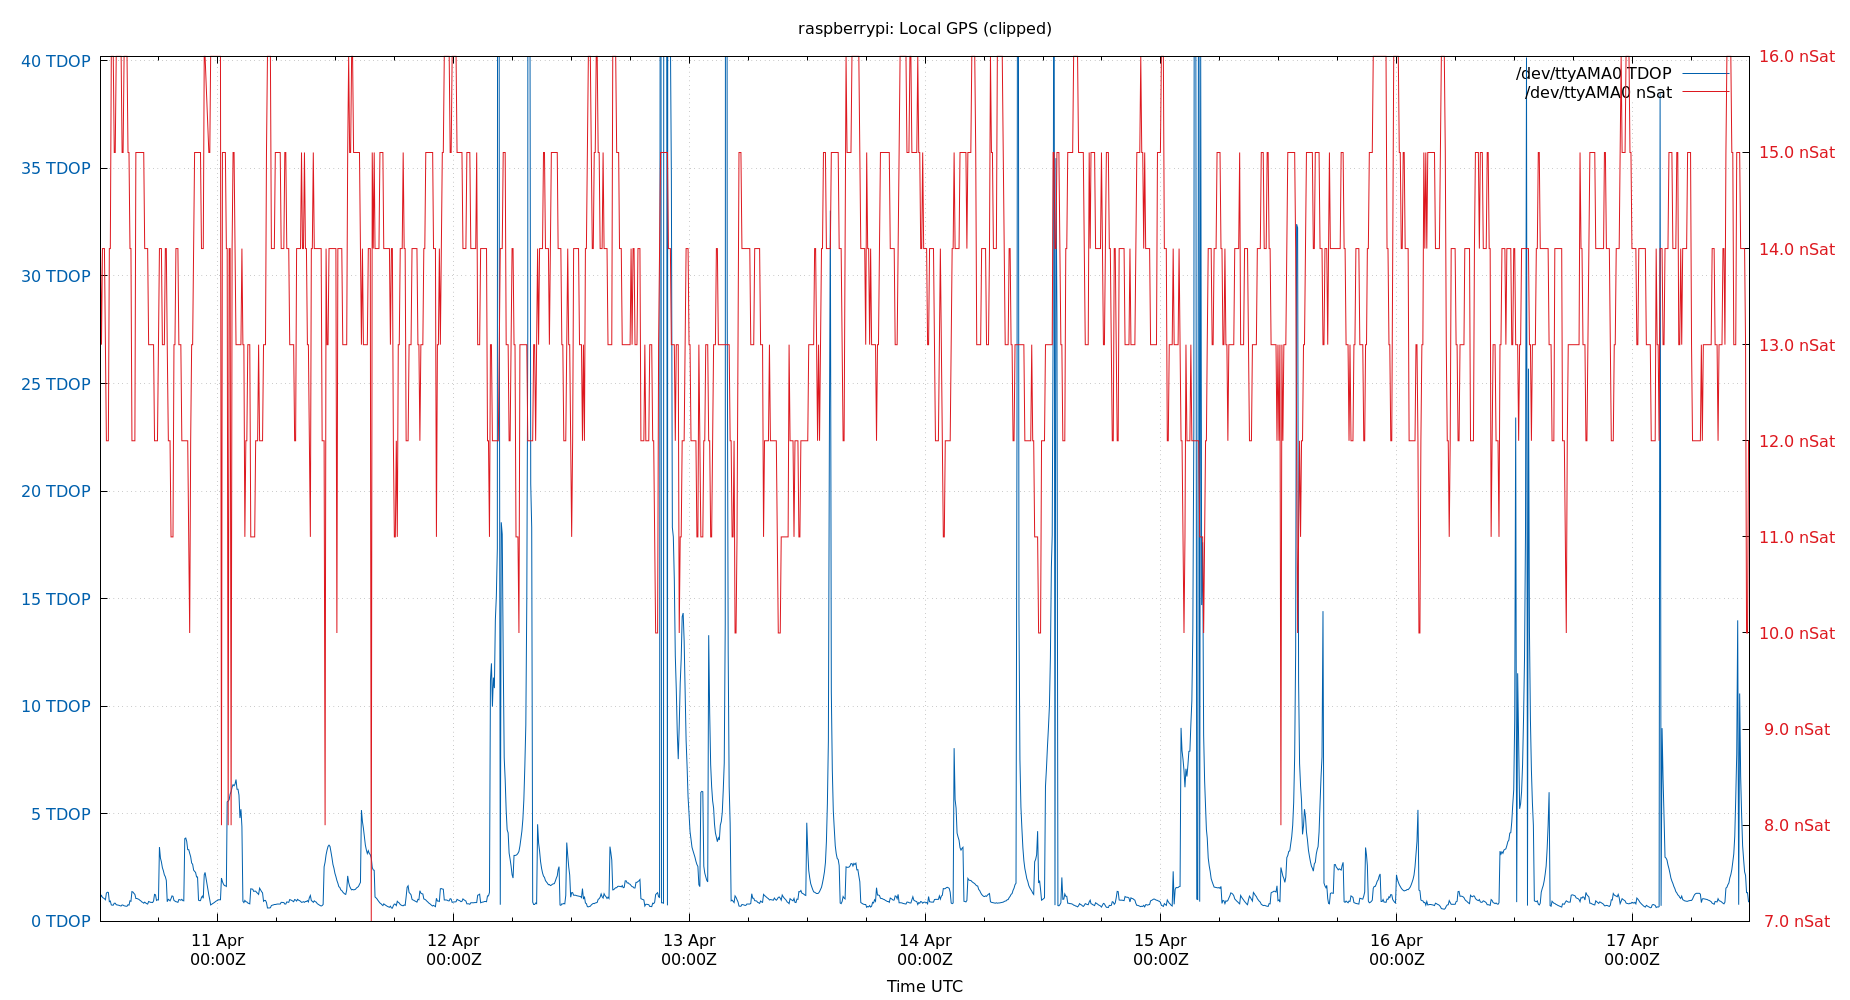 raspberrypi: Local GPS (clipped)
40 TDOP
35 TDOP
30 TDOP
25 TDOP
20 TDOP
15 TDOP
10 TDOP
5 TDOP
0 TDOP
/dev/ttyAMA0 TDOP
/dev/ttyAMA0 nSat
16.0 nSat
15.0 nSat
14.0 nSat
13.0 nSat
12.0 nSat
11.0 nSat
10.0 nSat
9.0 nSat
8.0 nSat
7.0 nSat
11 Apr
00:00Z
12 Apr
00:00Z
13 Apr
00:00Z
14 Apr
00:00Z
15 Apr
00:00Z
16 Apr
00:00Z
17 Apr
00:00Z
Time UTC